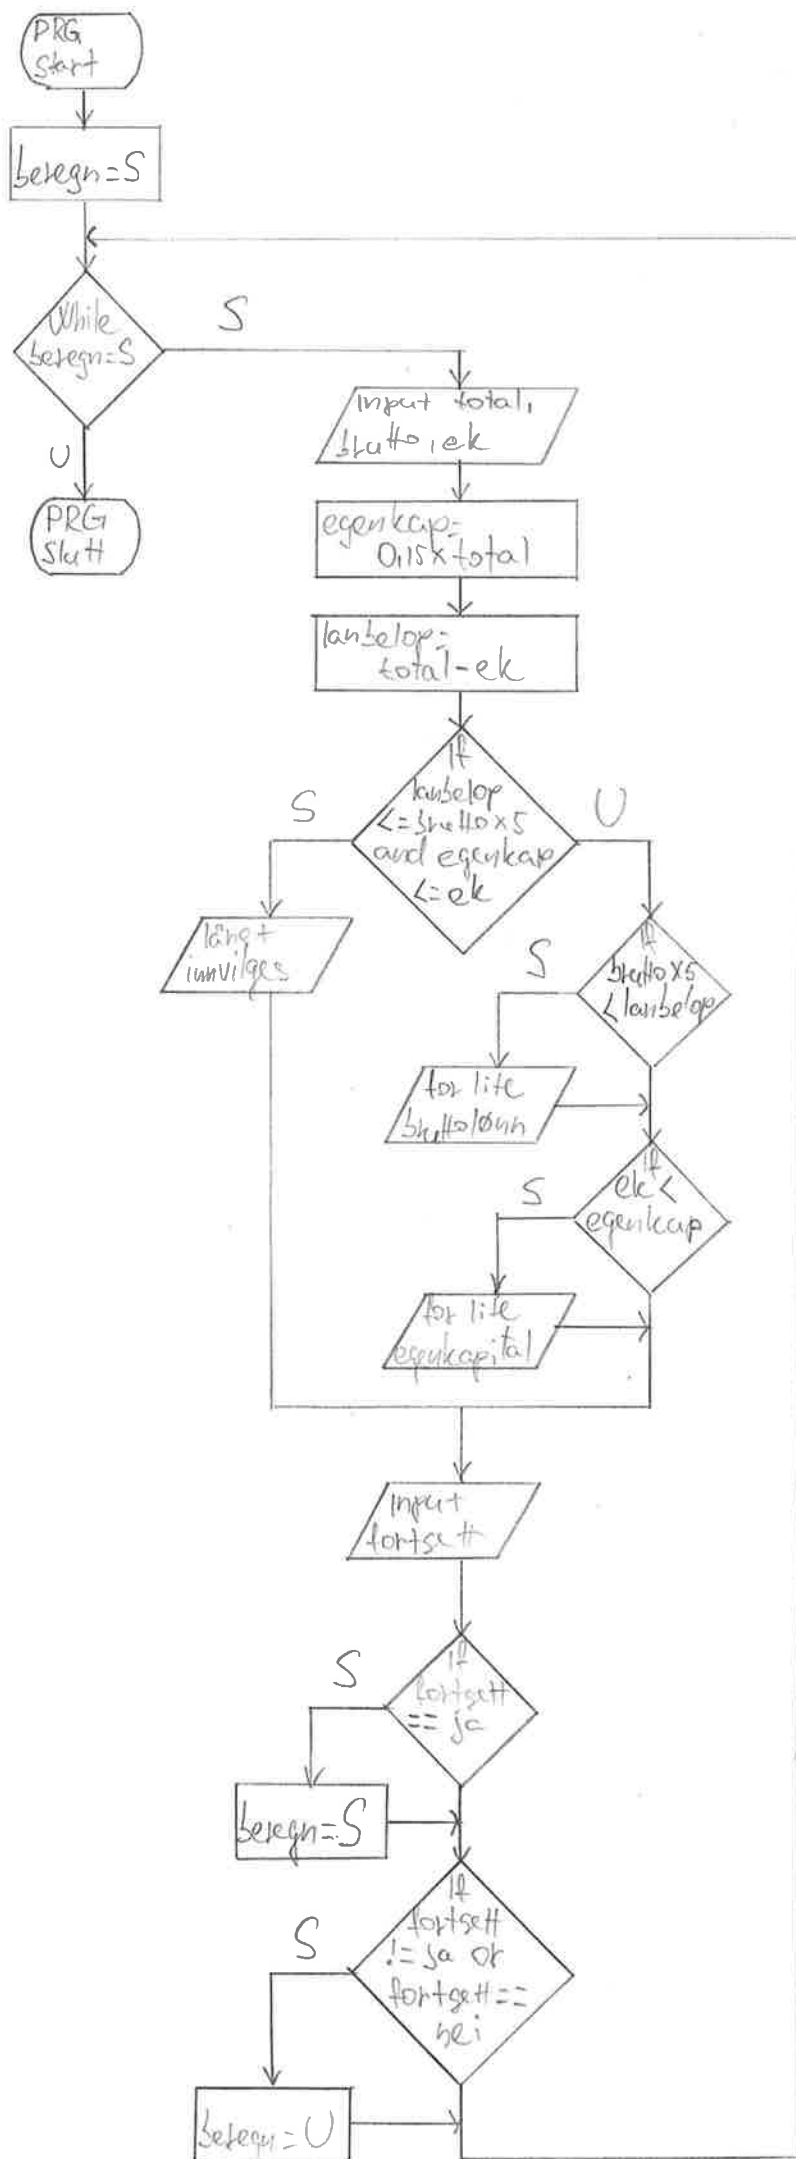 PRG
Start
beregn=S
While
beregn=S
S
U
PRG
Slutt
input total,
brutto, ek
egenkap=
0,15×total
lanbelop=
total-ek
If
lanbelop
<=brutto×5
and egenkap
<=ek
S
U
lånet
innvilges
If
brutto×5
<lanbelop
S
for lite
bruttolønn
If
ek<
egenkap
S
for lite
egenkapital
input
fortsett
If
fortsett
== ja
S
beregn=S
If
fortsett
!= ja or
fortsett==
nei
S
beregn=U